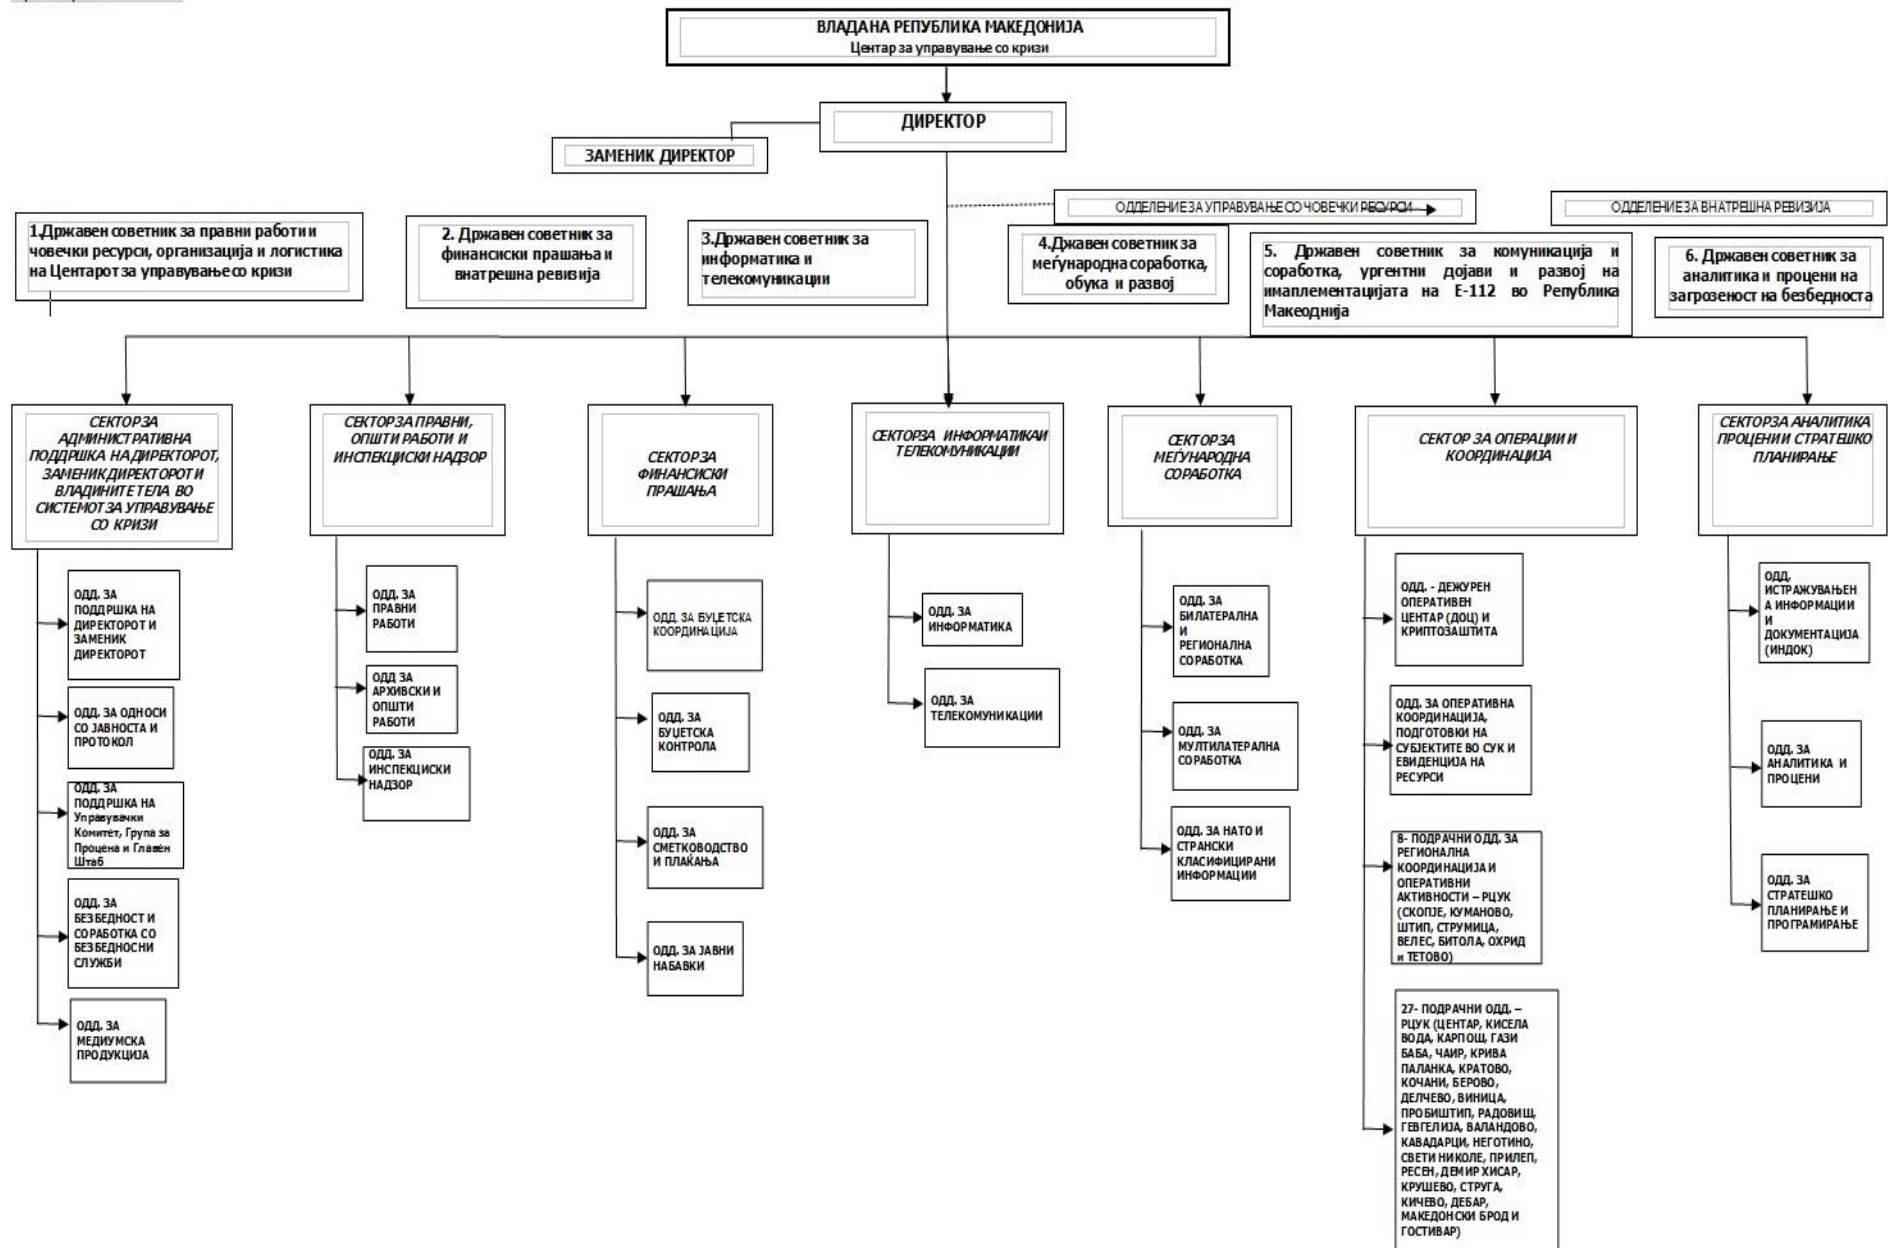 ВЛАДАНА РЕПУБЛИКА МАКЕДОНИЈА
Центар за управување со кризи
ДИРЕКТОР
ЗАМЕНИК ДИРЕКТОР
ОДДЕЛЕНИЕ ЗА УПРАВУВАЊЕ СО ЧОВЕЧКИ РЕСУРСИ
ОДДЕЛЕНИЕ ЗА ВНАТРЕШНА РЕВИЗИЈА
1.Државен советник за правни работи и
човечки ресурси, организација и логистика
на Центарот за управување со кризи
2. Државен советник за
финансиски прашања и
внатрешна ревизија
3.Државен советник за
информатика и
телекомуникации
4.Джавен советник за
меѓународна соработка,
обука и развој
5. Државен советник за комуникација и
соработка, ургентни дојави и развој на
имаплементацијата на Е-112 во Република
Макеоднија
6. Државен советник за
аналитика и процени на
загрозеност на безбедноста
СЕКТОР ЗА
АДМИНИСТРАТИВНА
ПОДДРШКА НА ДИРЕКТОРОТ,
ЗАМЕНИК ДИРЕКТОРОТ И
ВЛАДИНИТЕ ТЕЛА ВО
СИСТЕМОТ ЗА УПРАВУВАЊЕ
СО КРИЗИ
СЕКТОР ЗА ПРАВНИ,
ОПШТИ РАБОТИ И
ИНСПЕКЦИСКИ НАДЗОР
СЕКТОР ЗА
ФИНАНСИСКИ
ПРАШАЊА
СЕКТОР ЗА ИНФОРМАТИКА И
ТЕЛЕКОМУНИКАЦИИ
СЕКТОР ЗА
МЕЃУНАРОДНА
СОРАБОТКА
СЕКТОР ЗА ОПЕРАЦИИ И
КООРДИНАЦИЈА
СЕКТОР ЗА АНАЛИТИКА
ПРОЦЕНИ И СТРАТЕШКО
ПЛАНИРАЊЕ
ОДД. ЗА
ПОДДРШКА НА
ДИРЕКТОРОТ И
ЗАМЕНИК
ДИРЕКТОРОТ
ОДД. ЗА ОДНОСИ
СО ЈАВНОСТА И
ПРОТОКОЛ
ОДД. ЗА
ПОДДРШКА НА
Управувачки
Комитет, Група за
Процена и Главен
Штаб
ОДД. ЗА
БЕЗБЕДНОСТ И
СОРАБОТКА СО
БЕЗБЕДНОСНИ
СЛУЖБИ
ОДД. ЗА
МЕДИУМСКА
ПРОДУКЦИЈА
ОДД. ЗА
ПРАВНИ
РАБОТИ
ОДД ЗА
АРХИВСКИ И
ОПШТИ
РАБОТИ
ОДД. ЗА
ИНСПЕКЦИСКИ
НАДЗОР
ОДД. ЗА БУЏЕТСКА
КООРДИНАЦИЈА
ОДД. ЗА
БУЏЕТСКА
КОНТРОЛА
ОДД. ЗА
СМЕТКОВОДСТВО
И ПЛАЌАЊА
ОДД. ЗА ЈАВНИ
НАБАВКИ
ОДД. ЗА
ИНФОРМАТИКА
ОДД. ЗА
ТЕЛЕКОМУНИКАЦИИ
ОДД. ЗА
БИЛАТЕРАЛНА
И
РЕГИОНАЛНА
СОРАБОТКА
ОДД. ЗА
МУЛТИЛАТЕРАЛНА
СОРАБОТКА
ОДД. ЗА НАТО И
СТРАНСКИ
КЛАСИФИЦИРАНИ
ИНФОРМАЦИИ
ОДД. - ДЕЖУРЕН
ОПЕРАТИВЕН
ЦЕНТАР (ДОЦ) И
КРИПТОЗАШТИТА
ОДД. ЗА ОПЕРАТИВНА
КООРДИНАЦИЈА,
ПОДГОТОВКИ НА
СУБЈЕКТИТЕ ВО СУК И
ЕВИДЕНЦИЈА НА
РЕСУРСИ
8- ПОДРАЧНИ ОДД. ЗА
РЕГИОНАЛНА
КООРДИНАЦИЈА И
ОПЕРАТИВНИ
АКТИВНОСТИ – РЦУК
(СКОПЈЕ, КУМАНОВО,
ШТИП, СТРУМИЦА,
ВЕЛЕС, БИТОЛА, ОХРИД
и ТЕТОВО)
27- ПОДРАЧНИ ОДД. –
РЦУК (ЦЕНТАР, КИСЕЛА
ВОДА, КАРПОШ, ГАЗИ
БАБА, ЧАИР, КРИВА
ПАЛАНКА, КРАТОВО,
КОЧАНИ, БЕРОВО,
ДЕЛЧЕВО, ВИНИЦА,
ПРОБИШТИП, РАДОВИШ,
ГЕВГЕЛИЈА, ВАЛАНДОВО,
КАВАДАРЦИ, НЕГОТИНО,
СВЕТИ НИКОЛЕ, ПРИЛЕП,
РЕСЕН, ДЕМИР ХИСАР,
КРУШЕВО, СТРУГА,
КИЧЕВО, ДЕБАР,
МАКЕДОНСКИ БРОД И
ГОСТИВАР)
ОДД,
ИСТРАЖУВАЊЕН
А ИНФОРМАЦИИ
И
ДОКУМЕНТАЦИЈА
(ИНДОК)
ОДД. ЗА
АНАЛИТИКА И
ПРОЦЕНИ
ОДД. ЗА
СТРАТЕШКО
ПЛАНИРАЊЕ И
ПРОГРАМИРАЊЕ